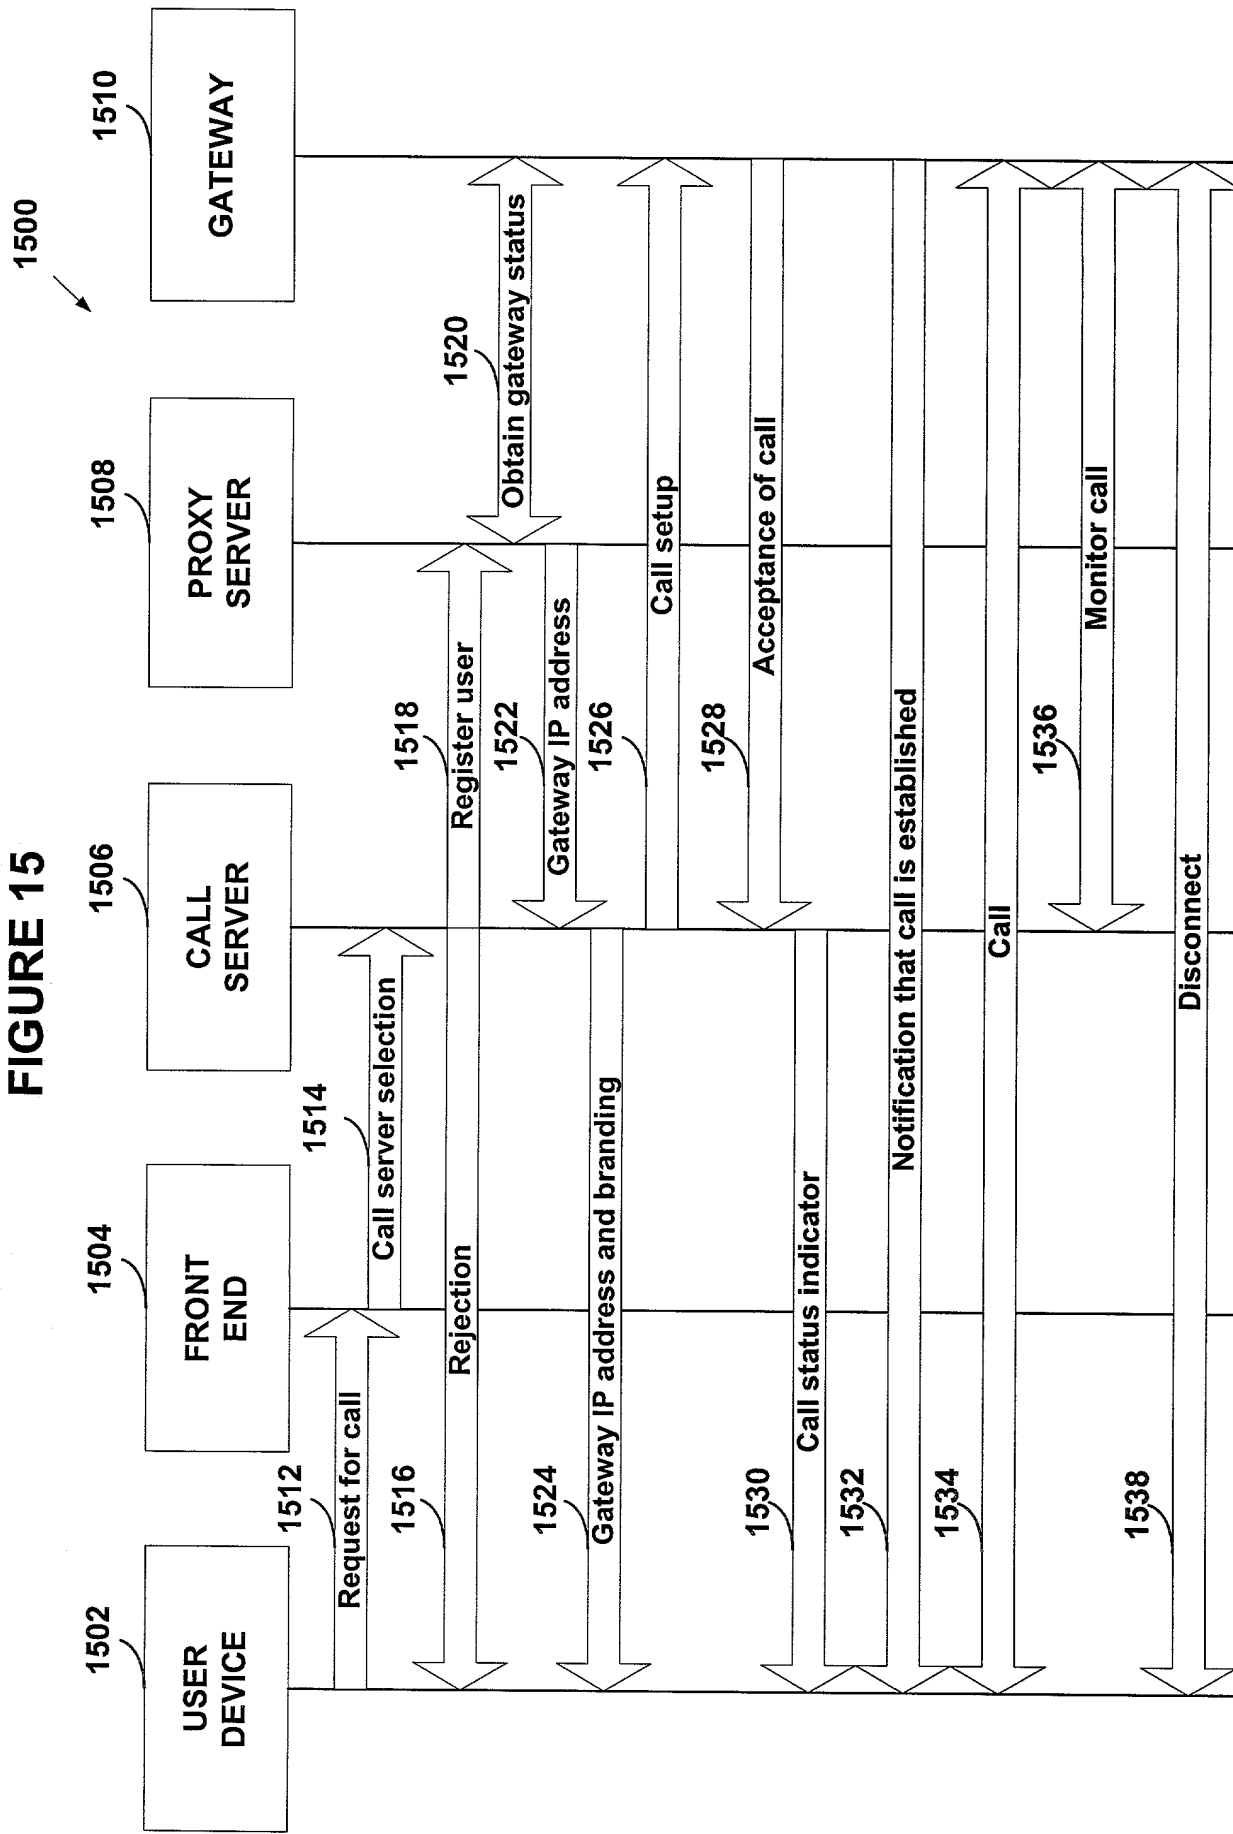 FIGURE 15
1500
1502
USER
DEVICE
1504
FRONT
END
1506
CALL
SERVER
1508
PROXY
SERVER
1510
GATEWAY
1512
Request for call
1514
Call server selection
1516
Rejection
1518
Register user
1520
Obtain gateway status
1522
Gateway IP address
1524
Gateway IP address and branding
1526
Call setup
1528
Acceptance of call
1530
Call status indicator
1532
Notification that call is established
1534
Call
1536
Monitor call
1538
Disconnect